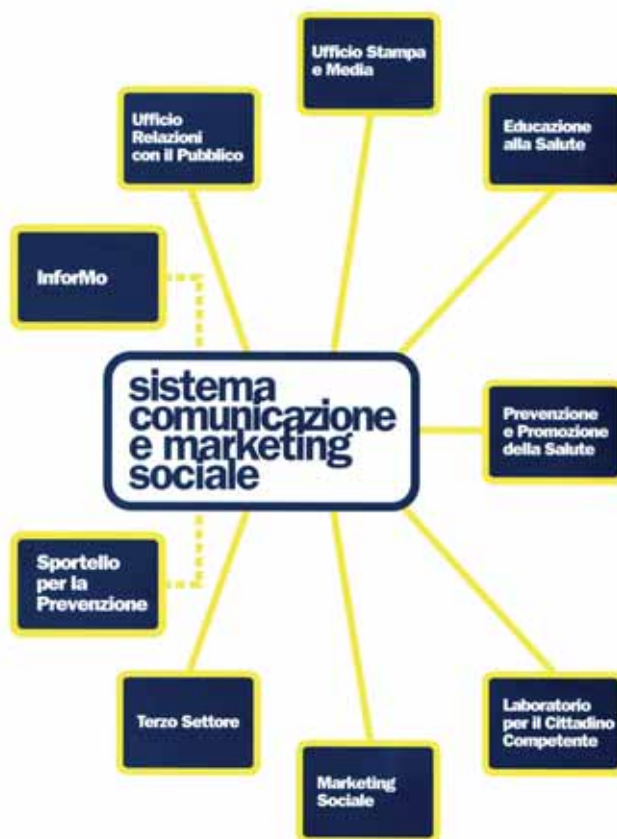 Ufficio Stampa
e Media
Ufficio
Relazioni
con il Pubblico
Educazione
alla Salute
InforMo
sistema
comunicazione
e marketing
sociale
Prevenzione
e Promozione
della Salute
Sportello
per la
Prevenzione
Terzo Settore
Marketing
Sociale
Laboratorio
per il Cittadino
Competente